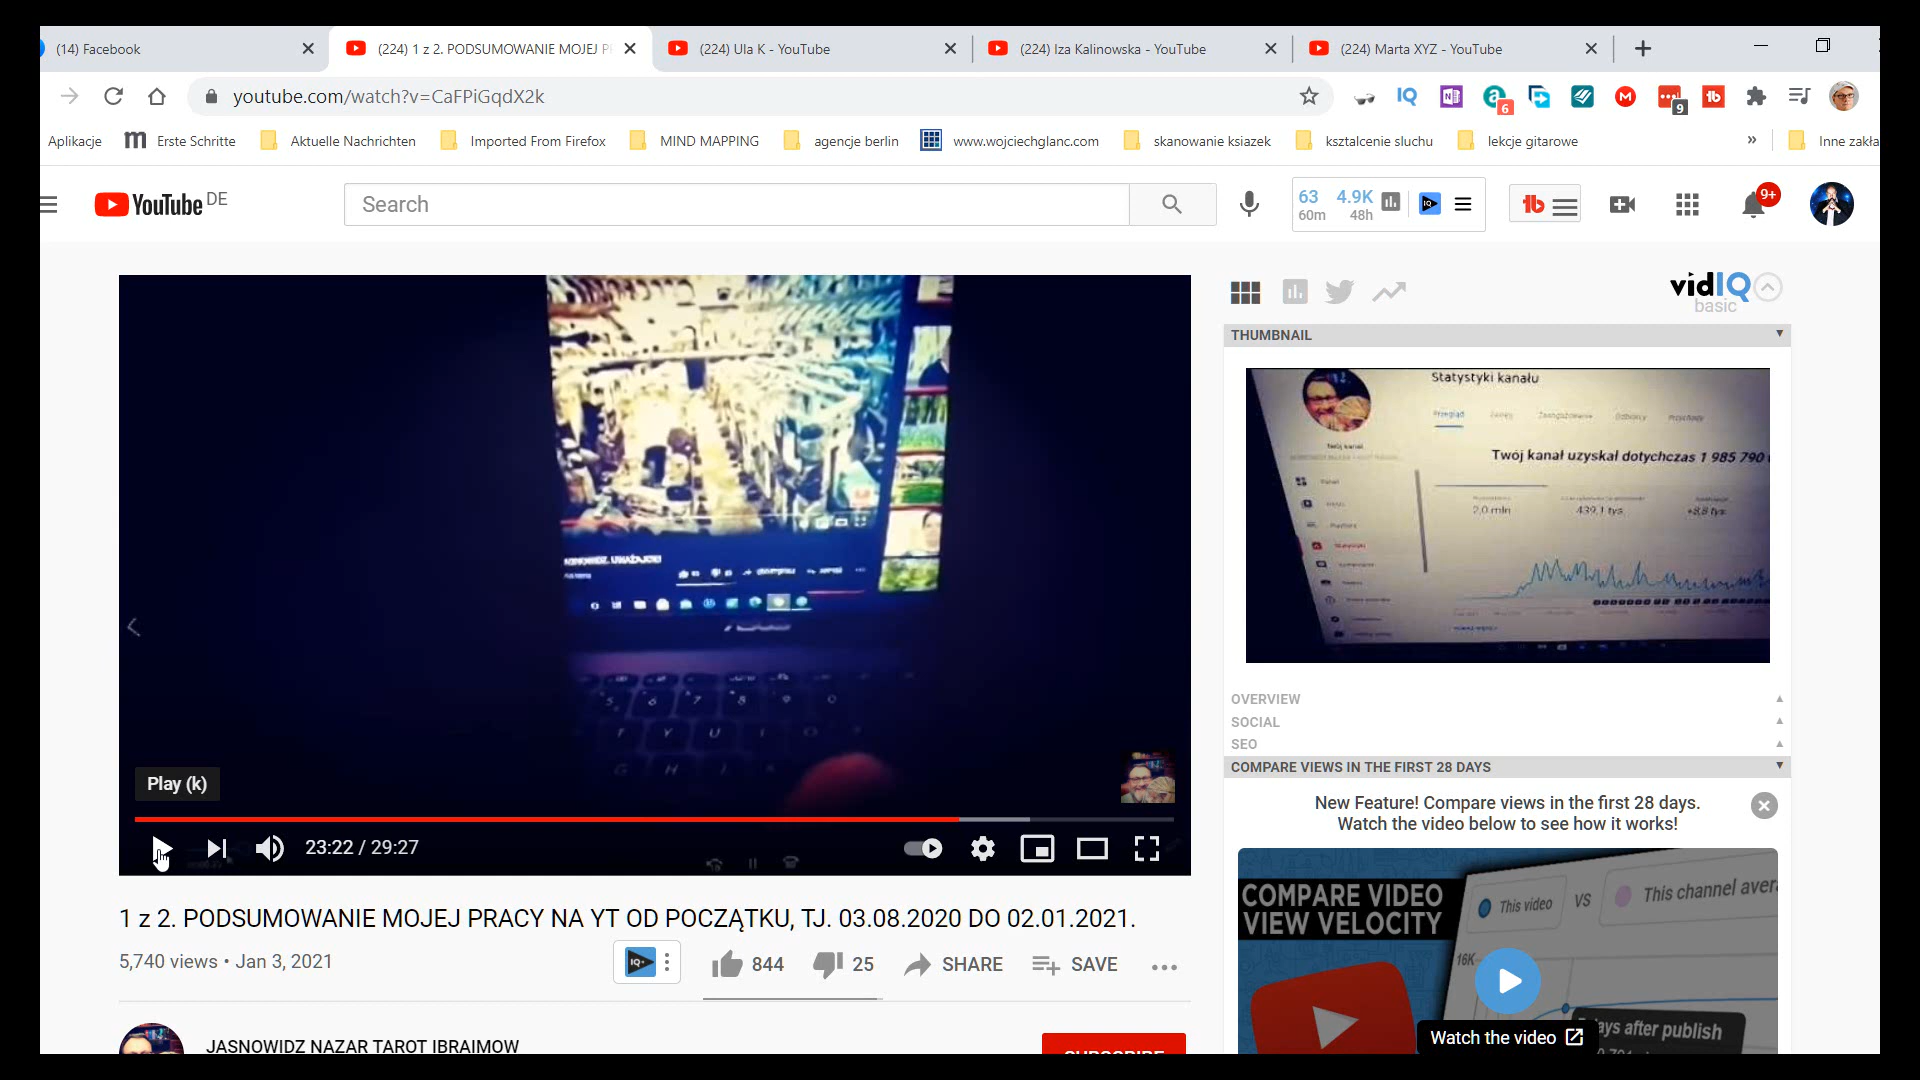 (14) Facebook
(224) 1 z 2. PODSUMOWANIE MOJEJ P
(224) Ula K - YouTube
(224) Iza Kalinowska - YouTube
(224) Marta XYZ - YouTube
youtube.com/watch?v=CaFPiGqdX2k
IQ
6
M
9
Aplikacje
Erste Schritte
Aktuelle Nachrichten
Imported From Firefox
MIND MAPPING
agencje berlin
www.wojciechglanc.com
skanowanie ksiazek
ksztalcenie sluchu
lekcje gitarowe
»
Inne zakła
YouTube DE
Search
63 4.9K
60m 48h
9+
vidIQ
basic
THUMBNAIL
Statystyki kanału
Przegląd
Twój kanał uzyskał dotychczas 1 985 790
2,0 mln
439,1 tys.
+8,8 tys.
OVERVIEW
SOCIAL
SEO
COMPARE VIEWS IN THE FIRST 28 DAYS
New Feature! Compare views in the first 28 days.
Watch the video below to see how it works!
COMPARE VIDEO
VIEW VELOCITY
This video
VS
This channel aver
16K
ays after publish
Watch the video
Play (k)
23:22 / 29:27
1 z 2. PODSUMOWANIE MOJEJ PRACY NA YT OD POCZĄTKU, TJ. 03.08.2020 DO 02.01.2021.
5,740 views • Jan 3, 2021
844
25
SHARE
SAVE
JASNOWIDZ NAZAR TAROT IBRAIMOW
SUBSCRIBE